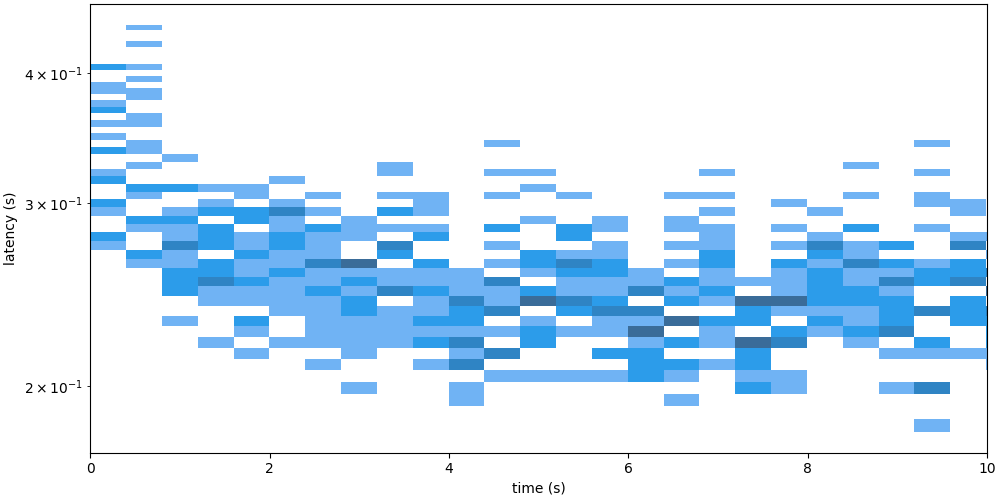 4 × 10⁻¹
3 × 10⁻¹
2 × 10⁻¹
latency (s)
0 2 4 6 8 10
time (s)